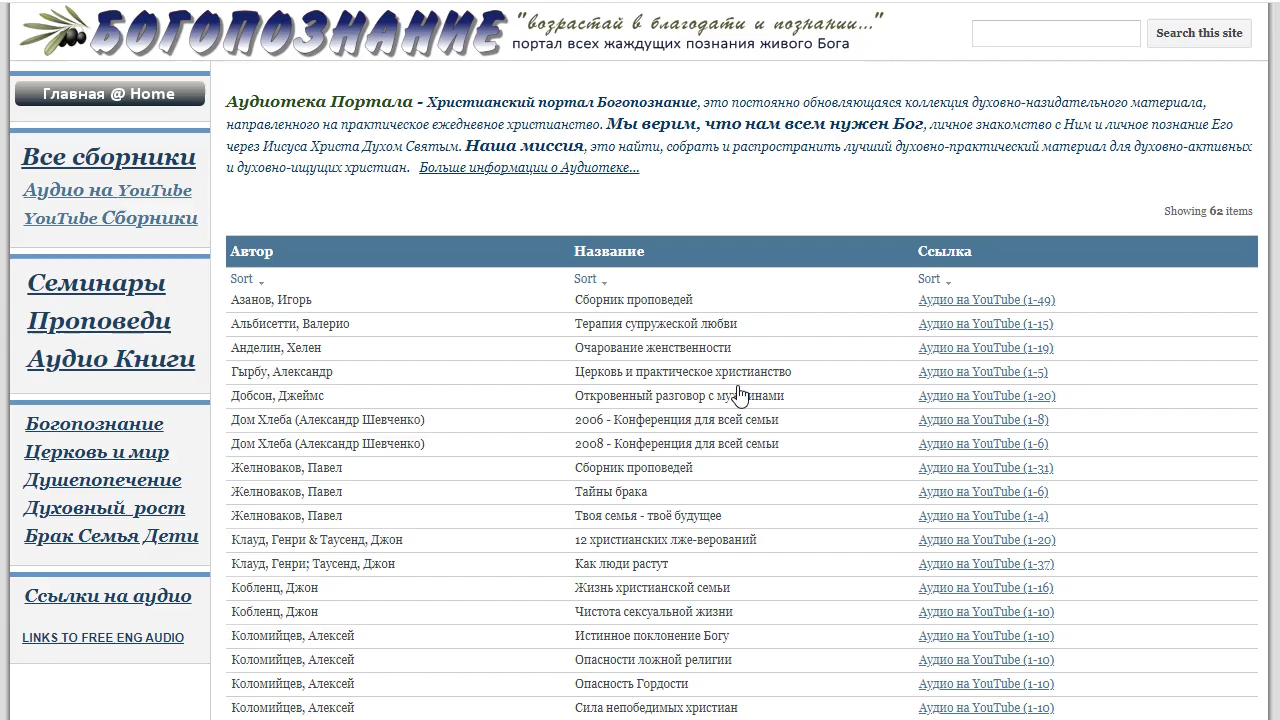 БОГОПОЗНАНИЕ
"возрастай в благодати и познании..."
портал всех жаждущих познания живого Бога
Search this site
Главная @ Home
Все сборники
Аудио на YouTube
YouTube Сборники
Семинары
Проповеди
Аудио Книги
Богопознание
Церковь и мир
Душепопечение
Духовный рост
Брак Семья Дети
Ссылки на аудио
LINKS TO FREE ENG AUDIO
Аудиотека Портала - Христианский портал Богопознание, это постоянно обновляющаяся коллекция духовно-назидательного материала,
направленного на практическое ежедневное христианство. Мы верим, что нам всем нужен Бог, личное знакомство с Ним и личное познание Его
через Иисуса Христа Духом Святым. Наша миссия, это найти, собрать и распространить лучший духовно-практический материал для духовно-активных
и духовно-ищущих христиан. Больше информации о Аудиотеке...
Showing 62 items
Автор Название Ссылка
Sort Sort Sort
Азанов, Игорь Сборник проповедей Аудио на YouTube (1-49)
Альбисетти, Валерио Терапия супружеской любви Аудио на YouTube (1-15)
Анделин, Хелен Очарование женственности Аудио на YouTube (1-19)
Гырбу, Александр Церковь и практическое христианство Аудио на YouTube (1-5)
Добсон, Джеймс Откровенный разговор с мужчинами Аудио на YouTube (1-20)
Дом Хлеба (Александр Шевченко) 2006 - Конференция для всей семьи Аудио на YouTube (1-8)
Дом Хлеба (Александр Шевченко) 2008 - Конференция для всей семьи Аудио на YouTube (1-6)
Желноваков, Павел Сборник проповедей Аудио на YouTube (1-31)
Желноваков, Павел Тайны брака Аудио на YouTube (1-6)
Желноваков, Павел Твоя семья - твоё будущее Аудио на YouTube (1-4)
Клауд, Генри & Таусенд, Джон 12 христианских лже-верований Аудио на YouTube (1-20)
Клауд, Генри; Таусенд, Джон Как люди растут Аудио на YouTube (1-37)
Кобленц, Джон Жизнь христианской семьи Аудио на YouTube (1-16)
Кобленц, Джон Чистота сексуальной жизни Аудио на YouTube (1-10)
Коломийцев, Алексей Истинное поклонение Богу Аудио на YouTube (1-10)
Коломийцев, Алексей Опасности ложной религии Аудио на YouTube (1-10)
Коломийцев, Алексей Опасность Гордости Аудио на YouTube (1-10)
Коломийцев, Алексей Сила непобедимых христиан Аудио на YouTube (1-10)